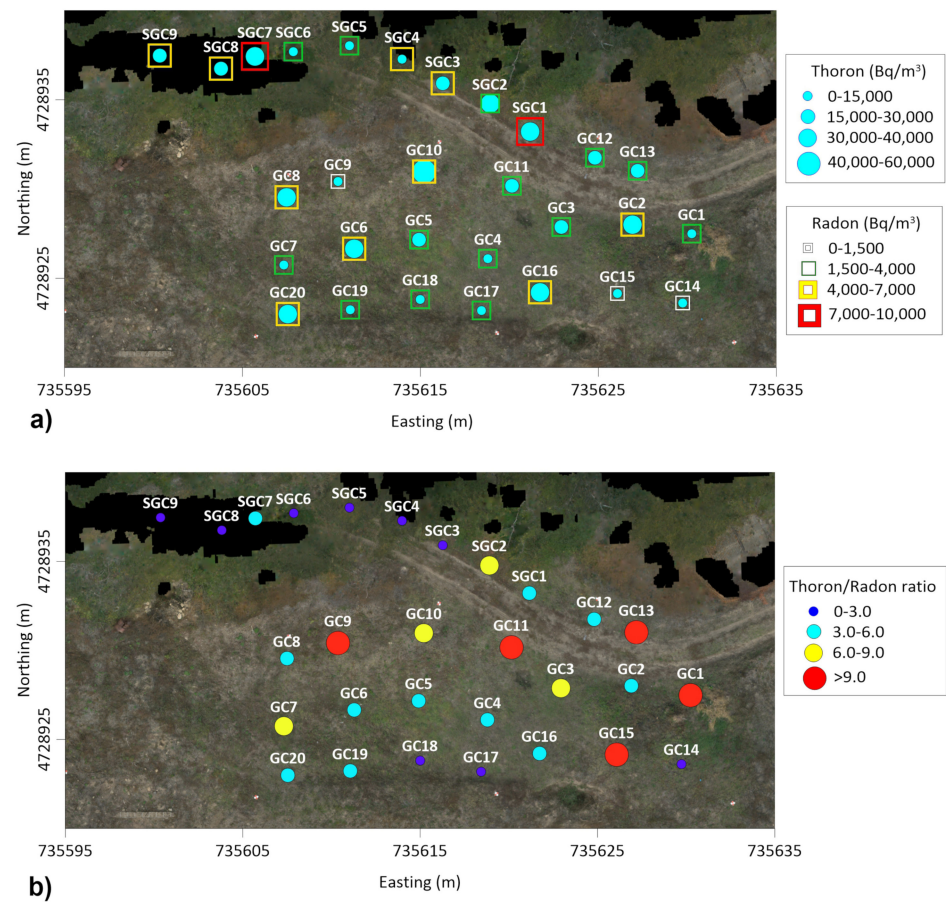 SGC9
SGC8
SGC7
SGC6
SGC5
SGC4
SGC3
SGC2
SGC1
GC12
GC13
GC10
GC9
GC8
GC11
GC2
GC1
GC3
GC5
GC6
GC4
GC7
GC18
GC16
GC15
GC14
GC20
GC19
GC17
4728935
4728925
Northing (m)
735595
735605
735615
735625
735635
Easting (m)
a)
Thoron (Bq/m³)
0-15,000
15,000-30,000
30,000-40,000
40,000-60,000
Radon (Bq/m³)
0-1,500
1,500-4,000
4,000-7,000
7,000-10,000
SGC9
SGC8
SGC7
SGC6
SGC5
SGC4
SGC3
SGC2
SGC1
GC12
GC13
GC9
GC10
GC11
GC8
GC3
GC2
GC1
GC5
GC6
GC4
GC7
GC18
GC17
GC16
GC15
GC14
GC20
GC19
4728935
4728925
Northing (m)
735595
735605
735615
735625
735635
Easting (m)
b)
Thoron/Radon ratio
0-3.0
3.0-6.0
6.0-9.0
>9.0